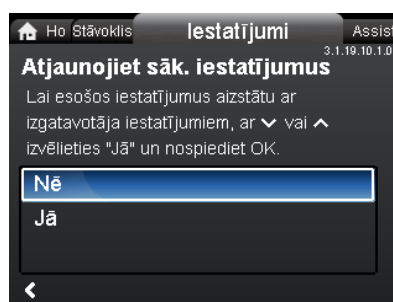 Ho Stāvoklis Iestatījumi Assis
3.1.19.10.1.0
Atjaunojiet sāk. iestatījumus
Lai esošos iestatījumus aizstātu ar
izgatavotāja iestatījumiem, ar vai
izvēlieties "Jā" un nospiediet OK.
Nē
Jā